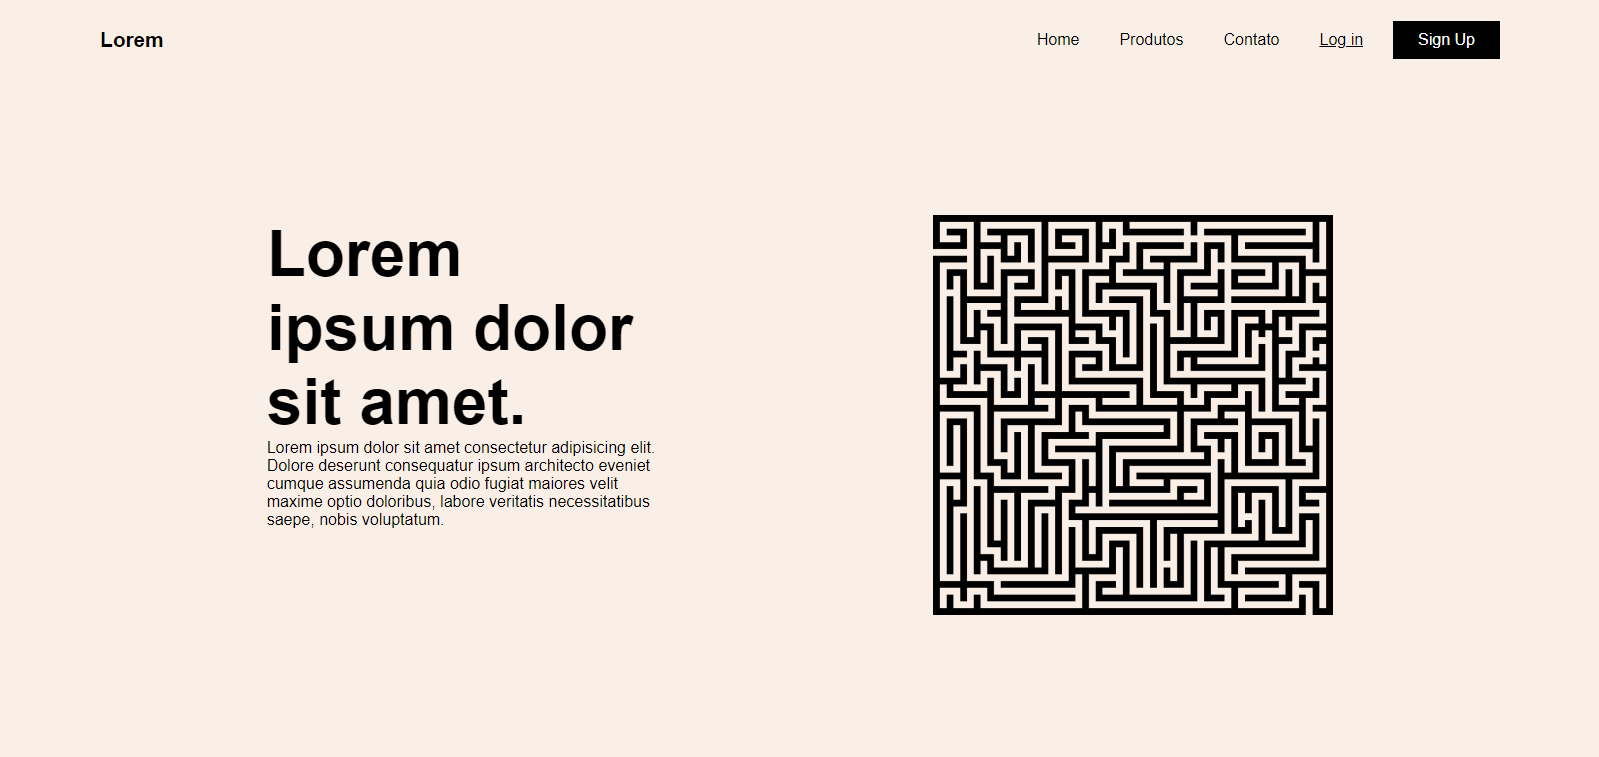 Lorem
Home Produtos Contato Log in Sign Up
Lorem
ipsum dolor
sit amet.
Lorem ipsum dolor sit amet consectetur adipisicing elit.
Dolore deserunt consequatur ipsum architecto eveniet
cumque assumenda quia odio fugiat maiores velit
maxime optio doloribus, labore veritatis necessitatibus
saepe, nobis voluptatum.